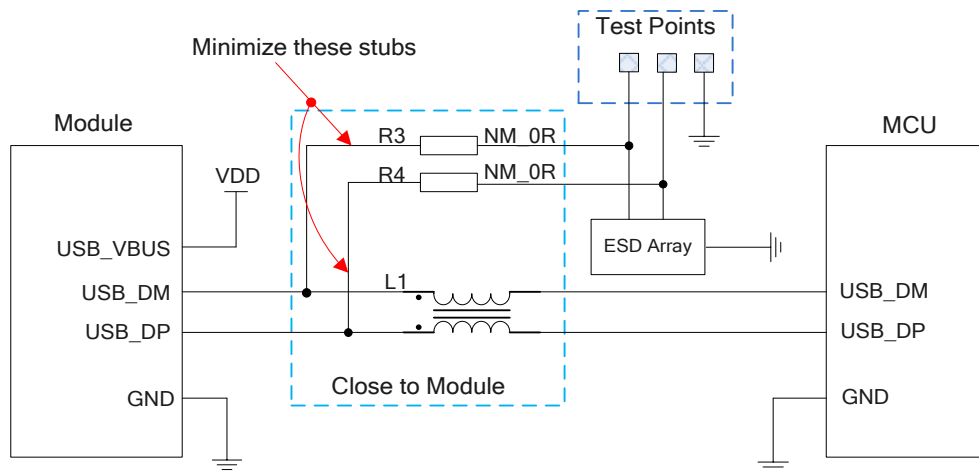 Test Points
Minimize these stubs
Module
MCU
R3
NM_0R
VDD
R4
NM_0R
USB_VBUS
ESD Array
L1
USB_DM
USB_DM
USB_DP
USB_DP
Close to Module
GND
GND